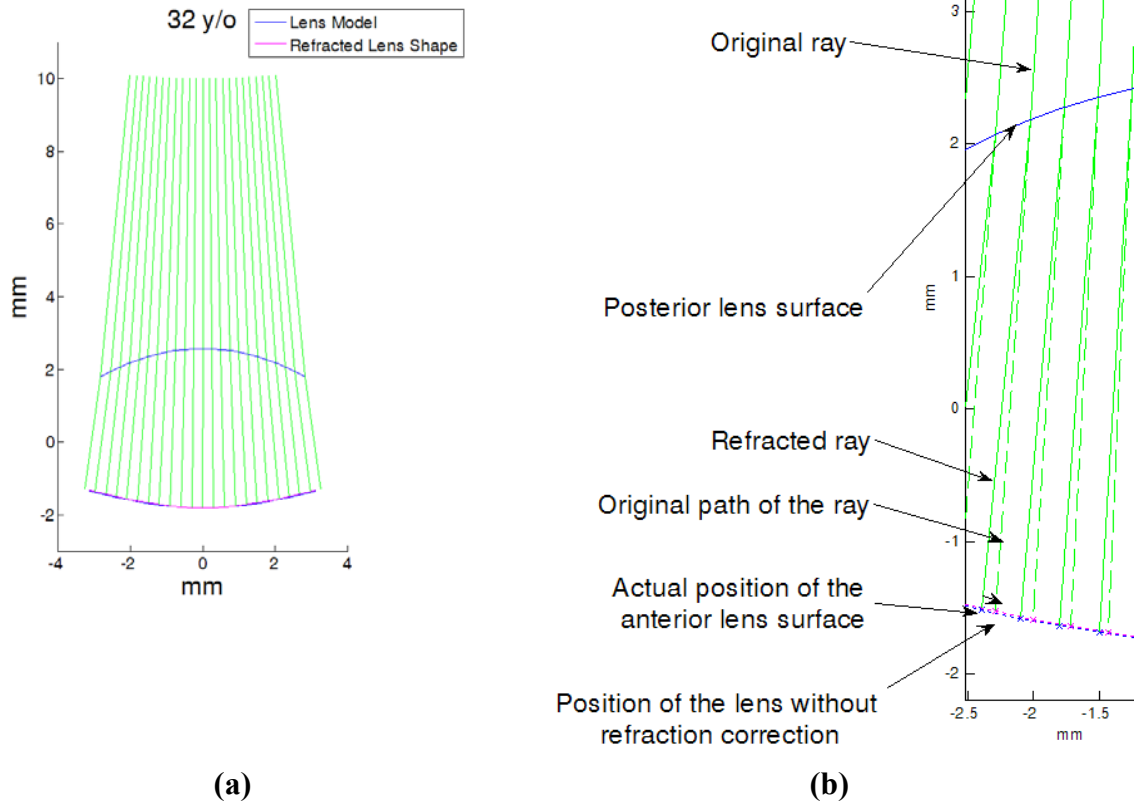 32 y/o
Lens Model
Refracted Lens Shape
10
8
6
4
2
0
-2
mm
-4
-2
0
2
4
mm
(a)
3
2
1
0
-1
-2
mm
Original ray
Posterior lens surface
Refracted ray
Original path of the ray
Actual position of the
anterior lens surface
Position of the lens without
refraction correction
-2.5
-2
-1.5
mm
(b)